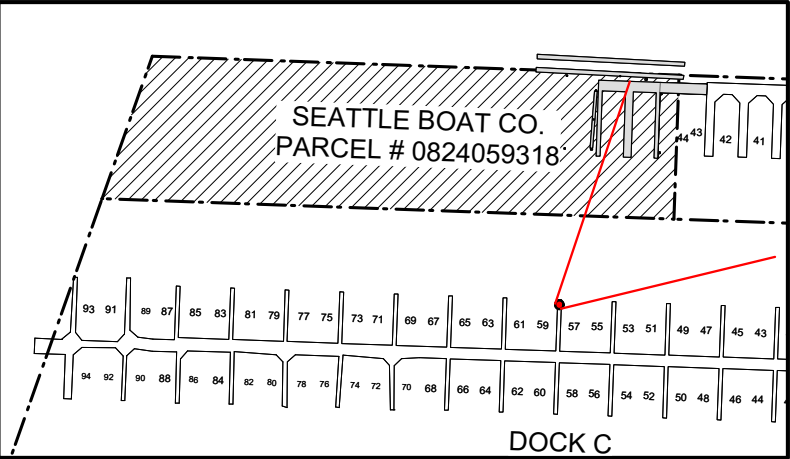 SEATTLE BOAT CO.
PARCEL # 0824059318
44 43 42 41
93 91 89 87 85 83 81 79 77 75 73 71 69 67 65 63 61 59 57 55 53 51 49 47 45 43
94 92 90 88 86 84 82 80 78 76 74 72 70 68 66 64 62 60 58 56 54 52 50 48 46 44
DOCK C